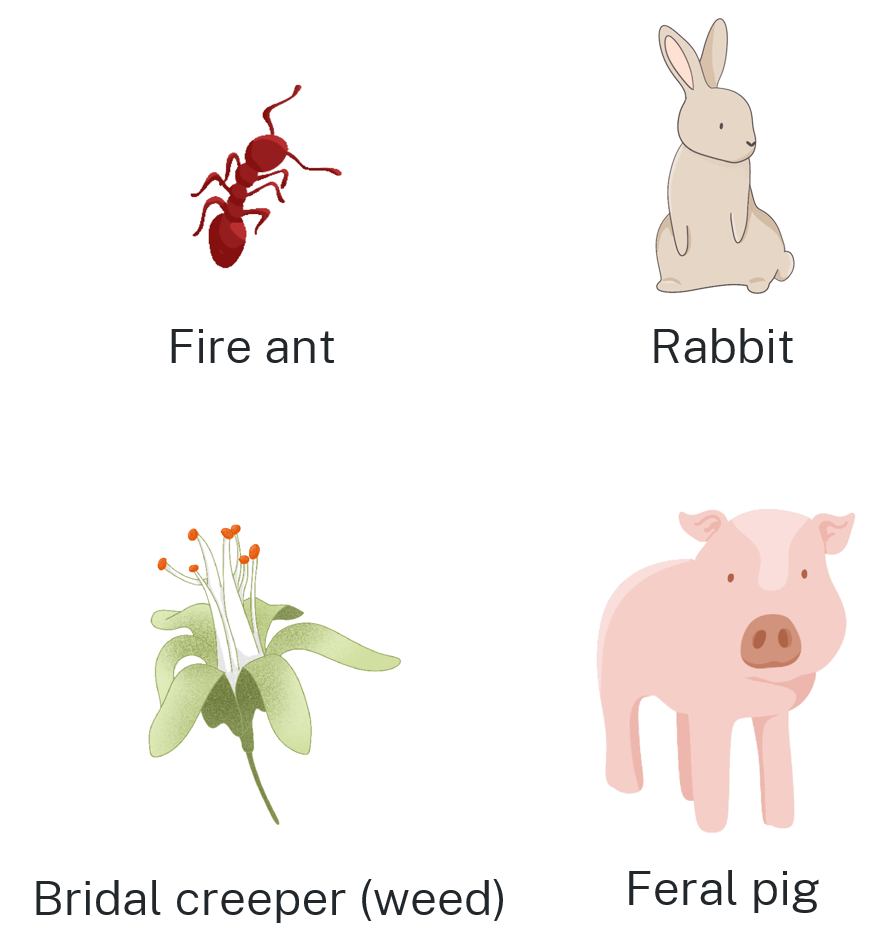 Fire ant
Rabbit
Bridal creeper (weed)
Feral pig